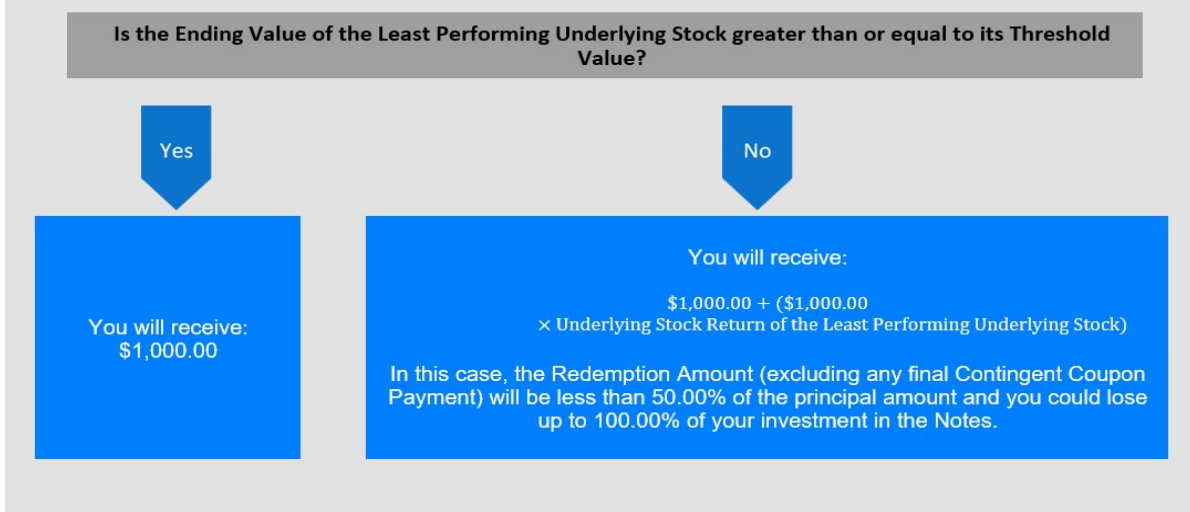 Is the Ending Value of the Least Performing Underlying Stock greater than or equal to its Threshold
Value?
Yes
No
You will receive:
$1,000.00
You will receive:
$1,000.00 + ($1,000.00
× Underlying Stock Return of the Least Performing Underlying Stock)
In this case, the Redemption Amount (excluding any final Contingent Coupon
Payment) will be less than 50.00% of the principal amount and you could lose
up to 100.00% of your investment in the Notes.